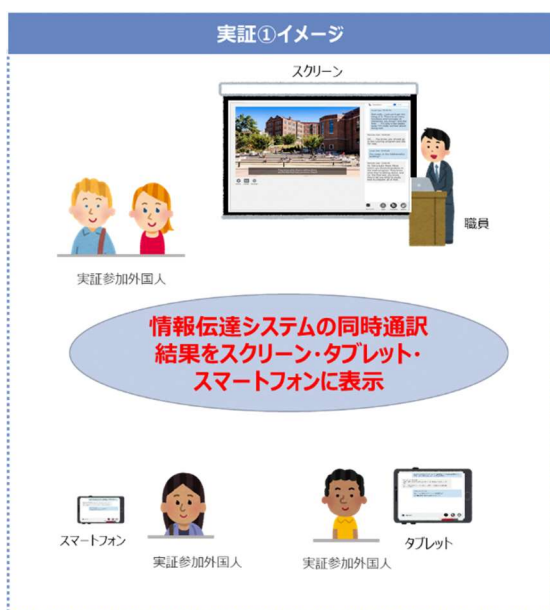 実証①イメージ
スクリーン
職員
実証参加外国人
情報伝達システムの同時通訳
結果をスクリーン・タブレット・
スマートフォンに表示
スマートフォン
実証参加外国人
実証参加外国人
タブレット